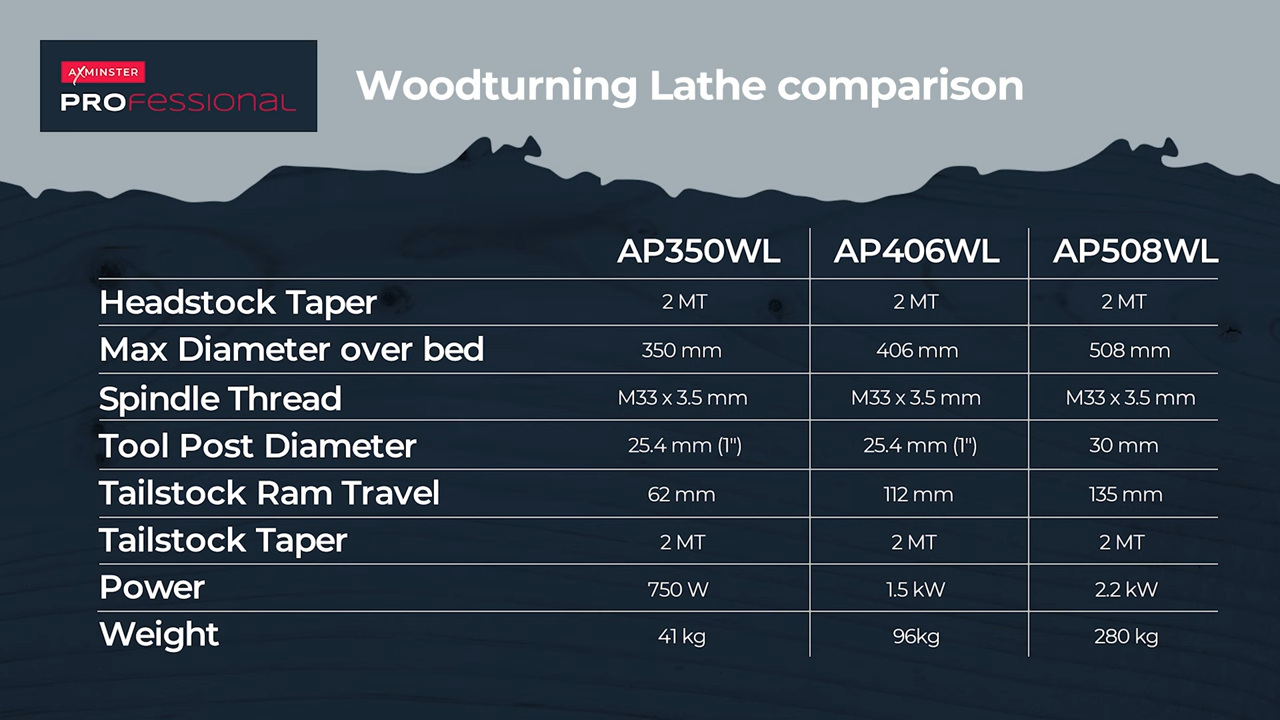 AXMINSTER
PROFESSIONAL
Woodturning Lathe comparison
AP350WL AP406WL AP508WL
Headstock Taper 2 MT 2 MT 2 MT
Max Diameter over bed 350 mm 406 mm 508 mm
Spindle Thread M33 x 3.5 mm M33 x 3.5 mm M33 x 3.5 mm
Tool Post Diameter 25.4 mm (1") 25.4 mm (1") 30 mm
Tailstock Ram Travel 62 mm 112 mm 135 mm
Tailstock Taper 2 MT 2 MT 2 MT
Power 750 W 1.5 kW 2.2 kW
Weight 41 kg 96kg 280 kg